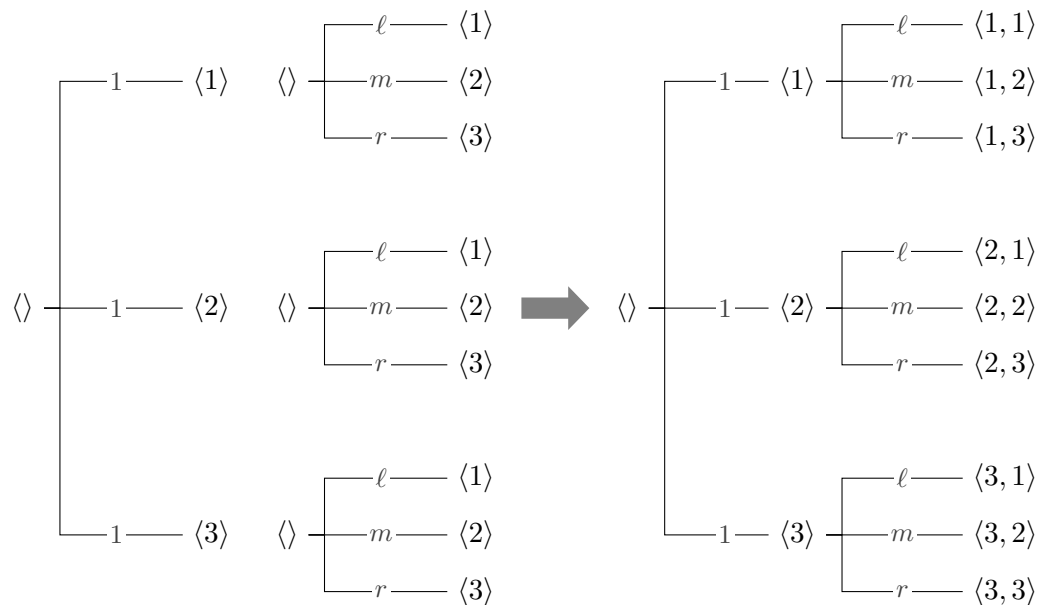 ℓ ⟨1⟩ ℓ ⟨1, 1⟩
1 ⟨1⟩ ⟨⟩ m ⟨2⟩ 1 ⟨1⟩ m ⟨1, 2⟩
r ⟨3⟩ r ⟨1, 3⟩
ℓ ⟨1⟩ ℓ ⟨2, 1⟩
⟨⟩ 1 ⟨2⟩ ⟨⟩ m ⟨2⟩ ⟨⟩ 1 ⟨2⟩ m ⟨2, 2⟩
r ⟨3⟩ r ⟨2, 3⟩
ℓ ⟨1⟩ ℓ ⟨3, 1⟩
1 ⟨3⟩ ⟨⟩ m ⟨2⟩ 1 ⟨3⟩ m ⟨3, 2⟩
r ⟨3⟩ r ⟨3, 3⟩